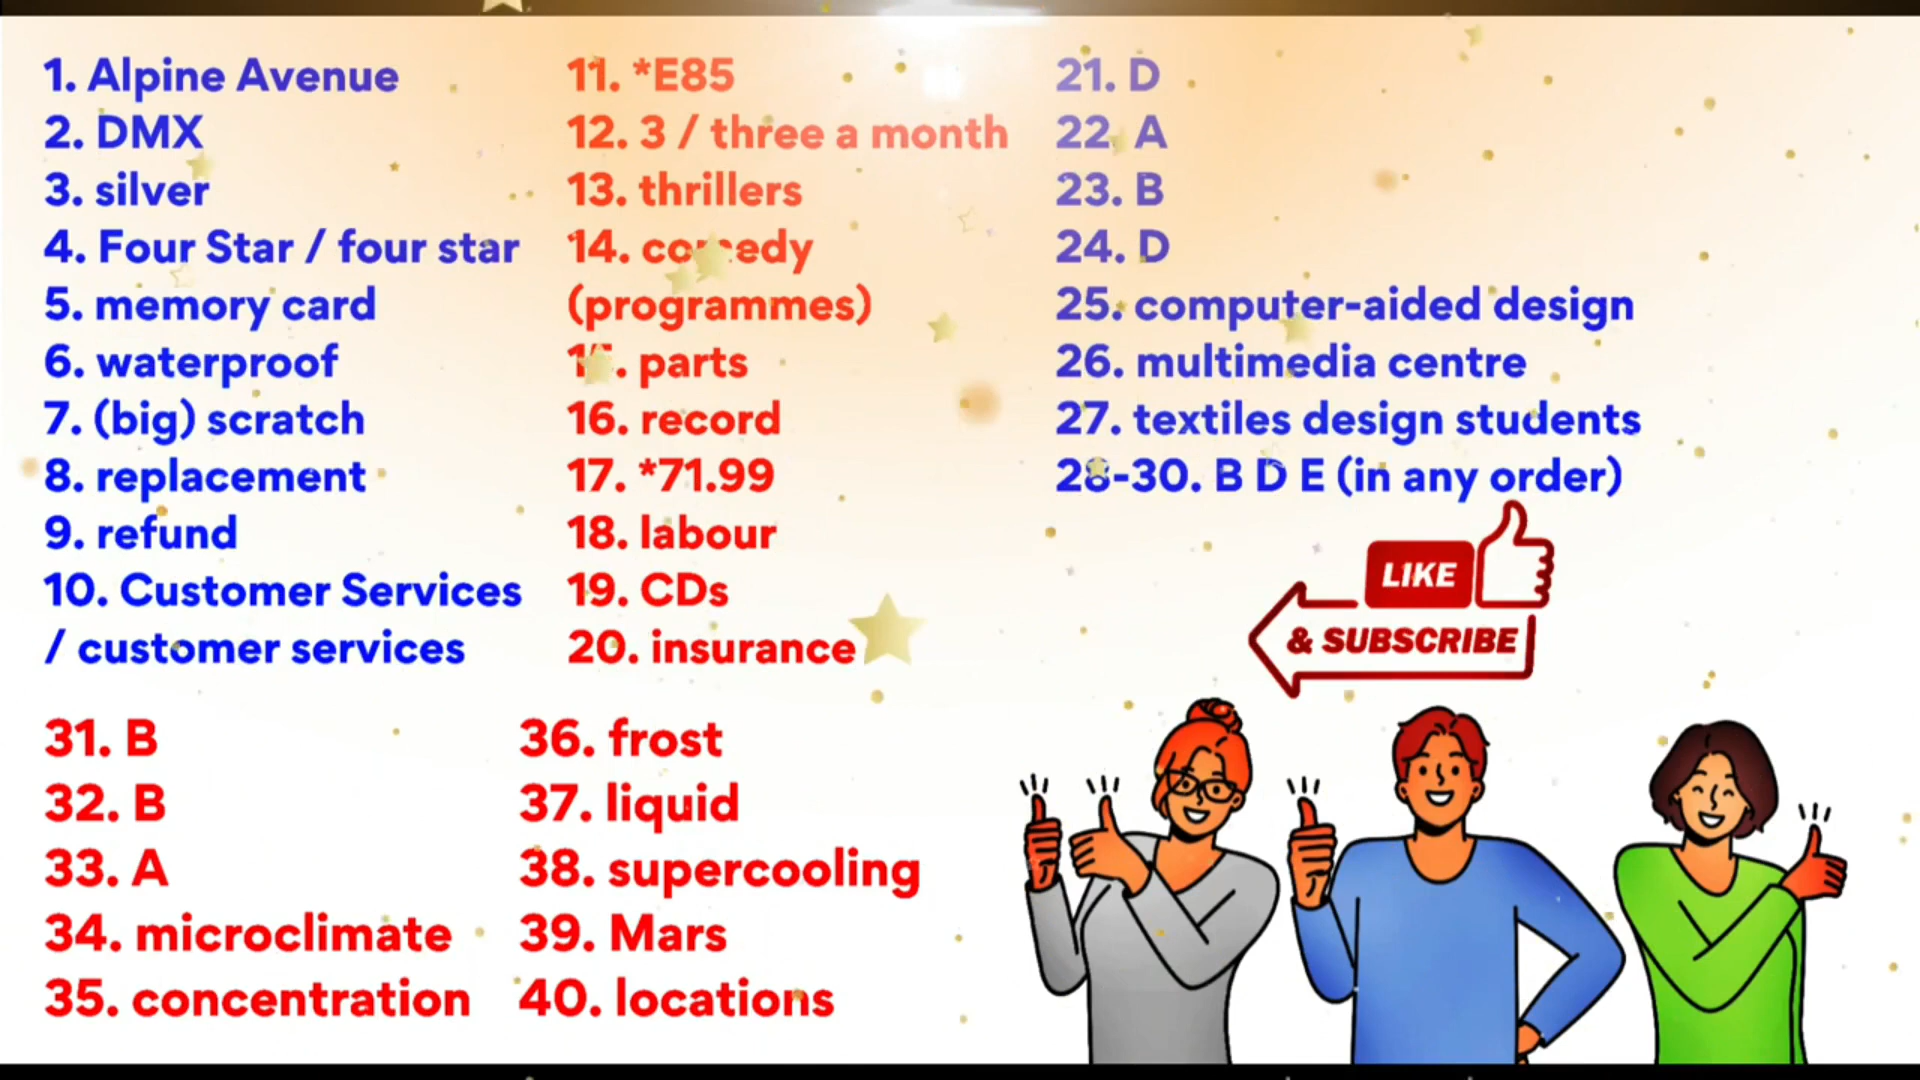 1. Alpine Avenue
2. DMX
3. silver
4. Four Star / four star
5. memory card
6. waterproof
7. (big) scratch
8. replacement
9. refund
10. Customer Services
/ customer services
11. *E85
12. 3 / three a month
13. thrillers
14. comedy
(programmes)
15. parts
16. record
17. *71.99
18. labour
19. CDs
20. insurance
21. D
22. A
23. B
24. D
25. computer-aided design
26. multimedia centre
27. textiles design students
28-30. B D E (in any order)
LIKE
& SUBSCRIBE
31. B
32. B
33. A
34. microclimate
35. concentration
36. frost
37. liquid
38. supercooling
39. Mars
40. locations